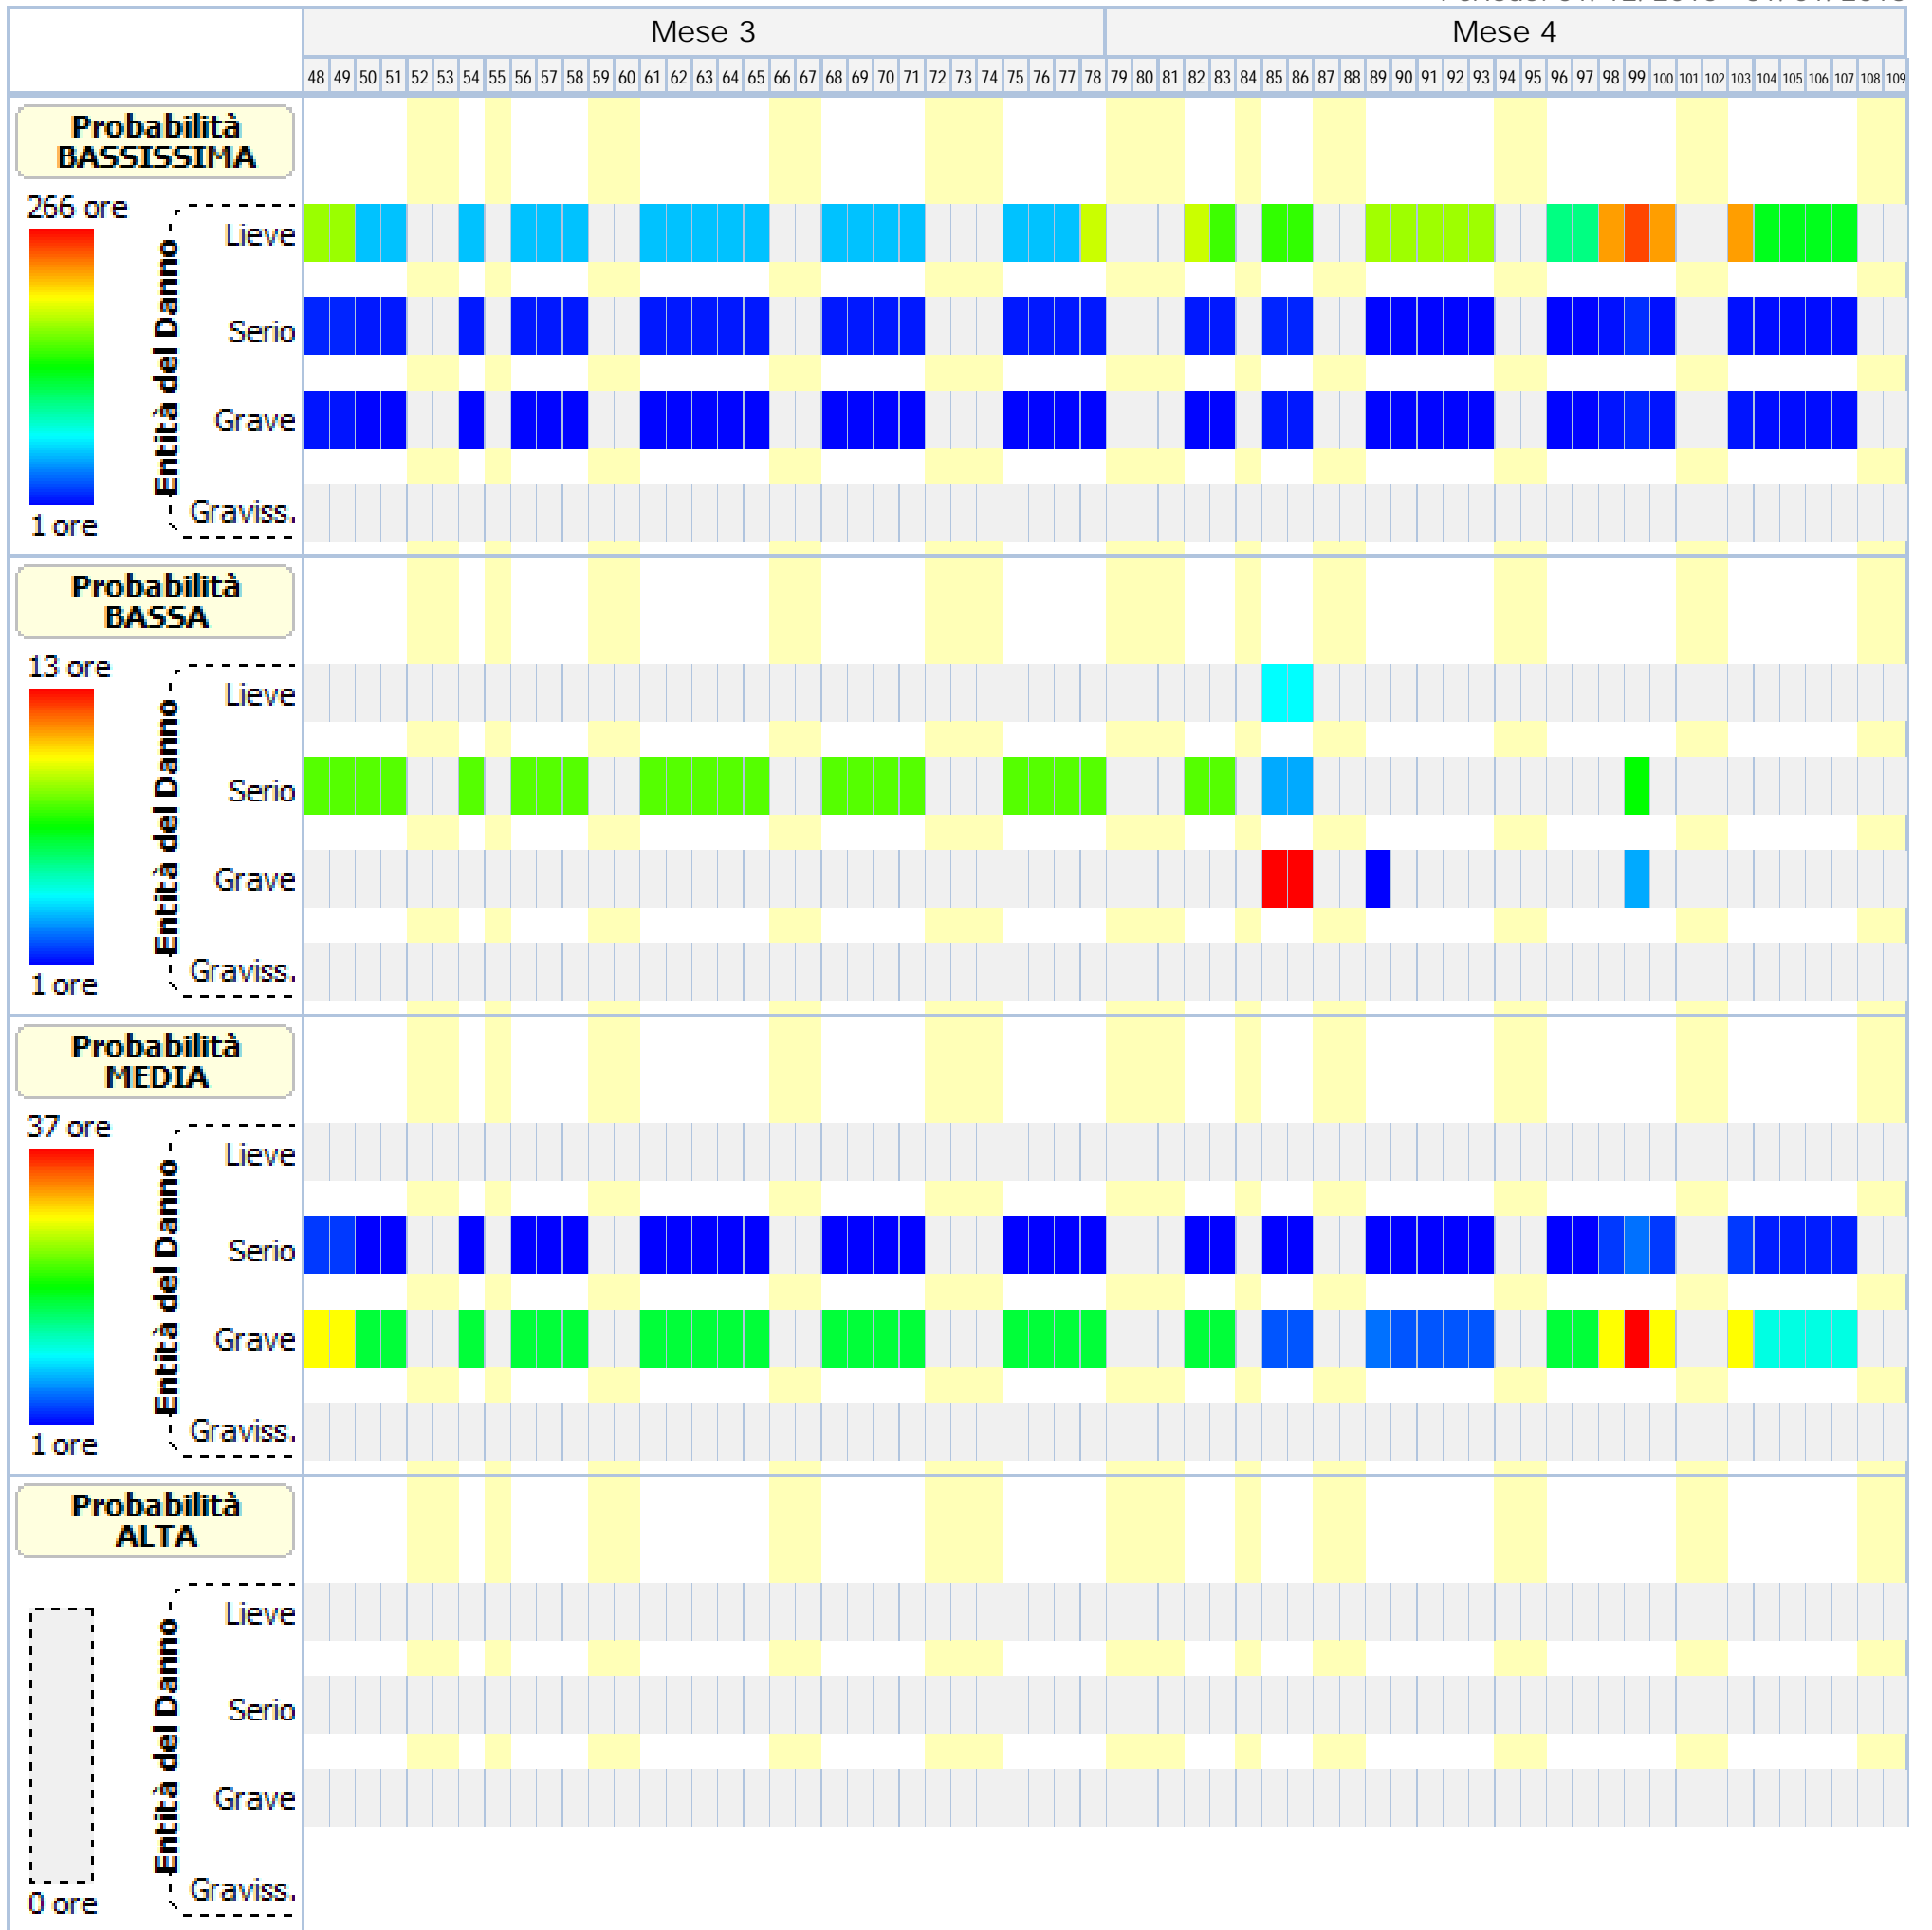 Mese 3 Mese 4
48 49 50 51 52 53 54 55 56 57 58 59 60 61 62 63 64 65 66 67 68 69 70 71 72 73 74 75 76 77 78 79 80 81 82 83 84 85 86 87 88 89 90 91 92 93 94 95 96 97 98 99 100 101 102 103 104 105 106 107 108 109
Probabilità
BASSISSIMA
266 ore
Entità del Danno
Lieve
Serio
Grave
Graviss.
1 ore
Probabilità
BASSA
13 ore
Entità del Danno
Lieve
Serio
Grave
Graviss.
1 ore
Probabilità
MEDIA
37 ore
Entità del Danno
Lieve
Serio
Grave
Graviss.
1 ore
Probabilità
ALTA
Entità del Danno
Lieve
Serio
Grave
Graviss.
0 ore